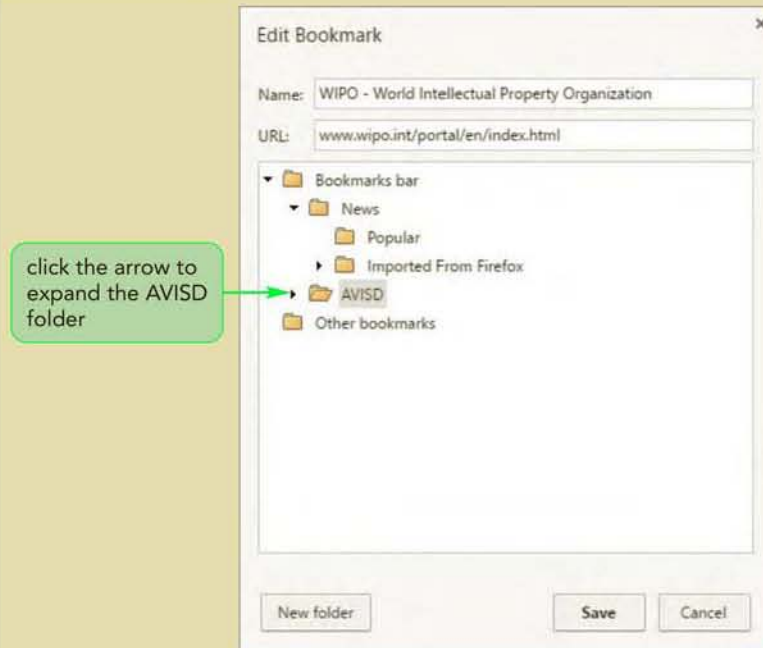 Edit Bookmark
Name: WIPO - World Intellectual Property Organization
URL: www.wipo.int/portal/en/index.html
Bookmarks bar
News
Popular
Imported From Firefox
click the arrow to
expand the AVISD
folder
AVISD
Other bookmarks
New folder Save Cancel